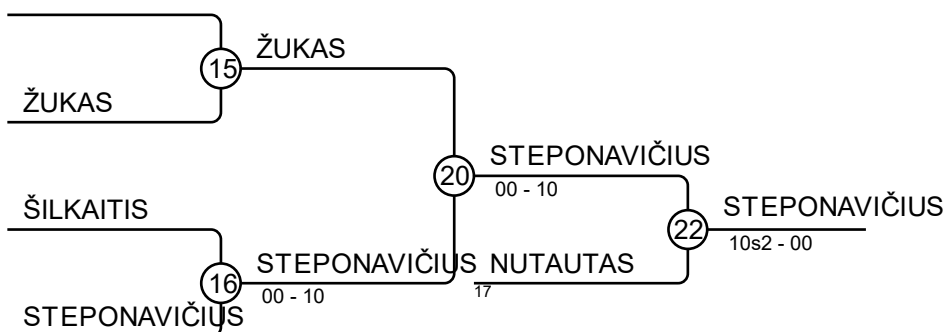 ŽUKAS
15
ŽUKAS
STEPONAVIČIUS
20
00 - 10
ŠILKAITIS
STEPONAVIČIUS
22
10s2 - 00
STEPONAVIČIUS
NUTAUTAS
16
00 - 10
17
STEPONAVIČIUS